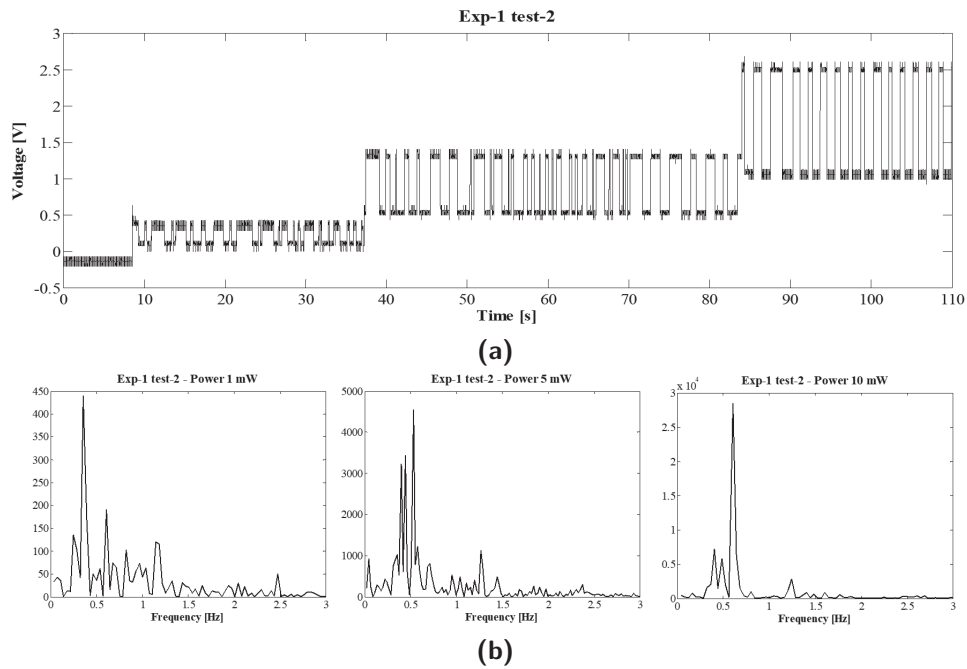 Exp-1 test-2
3
2.5
2
1.5
1
0.5
0
-0.5
Voltage [V]
0 10 20 30 40 50 60 70 80 90 100 110
Time [s]
(a)
Exp-1 test-2 - Power 1 mW
450
400
350
300
250
200
150
100
50
0
0 0.5 1 1.5 2 2.5 3
Frequency [Hz]
Exp-1 test-2 - Power 5 mW
5000
4000
3000
2000
1000
0
0 0.5 1 1.5 2 2.5 3
Frequency [Hz]
Exp-1 test-2 - Power 10 mW
x 10⁴
3
2.5
2
1.5
1
0.5
0
0 0.5 1 1.5 2 2.5 3
Frequency [Hz]
(b)